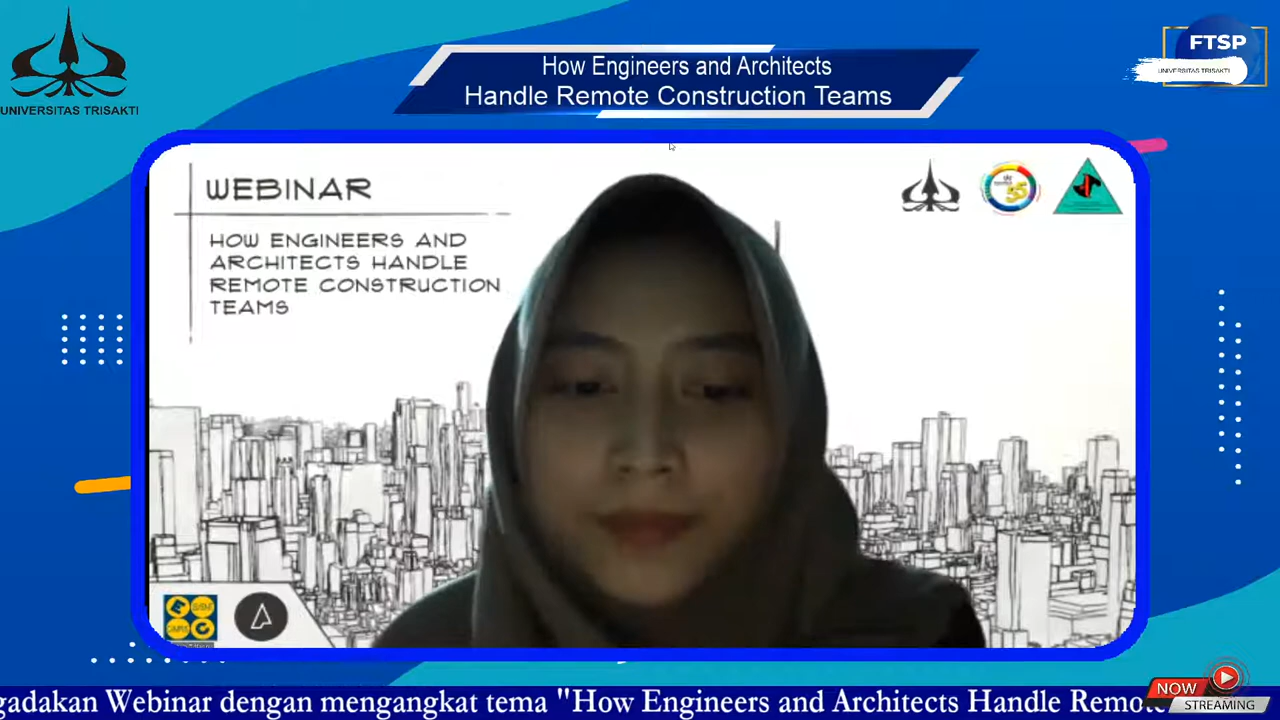 UNIVERSITAS TRISAKTI
How Engineers and Architects
Handle Remote Construction Teams
FTSP
UNIVERSITAS TRISAKTI
WEBINAR
HOW ENGINEERS AND
ARCHITECTS HANDLE
REMOTE CONSTRUCTION
TEAMS
55
gadakan Webinar dengan mengangkat tema "How Engineers and Architects Handle Remote
NOW
STREAMING